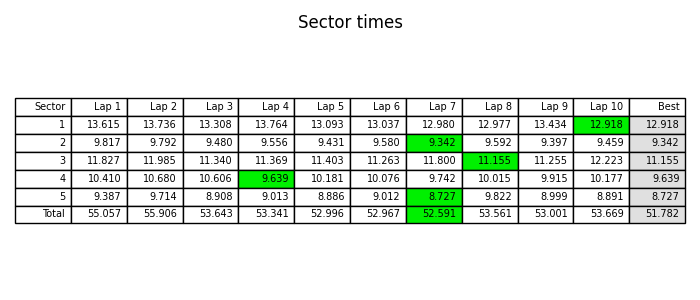 Sector times
Sector Lap 1 Lap 2 Lap 3 Lap 4 Lap 5 Lap 6 Lap 7 Lap 8 Lap 9 Lap 10 Best
1 13.615 13.736 13.308 13.764 13.093 13.037 12.980 12.977 13.434 12.918 12.918
2 9.817 9.792 9.480 9.556 9.431 9.580 9.342 9.592 9.397 9.459 9.342
3 11.827 11.985 11.340 11.369 11.403 11.263 11.800 11.155 11.255 12.223 11.155
4 10.410 10.680 10.606 9.639 10.181 10.076 9.742 10.015 9.915 10.177 9.639
5 9.387 9.714 8.908 9.013 8.886 9.012 8.727 9.822 8.999 8.891 8.727
Total 55.057 55.906 53.643 53.341 52.996 52.967 52.591 53.561 53.001 53.669 51.782